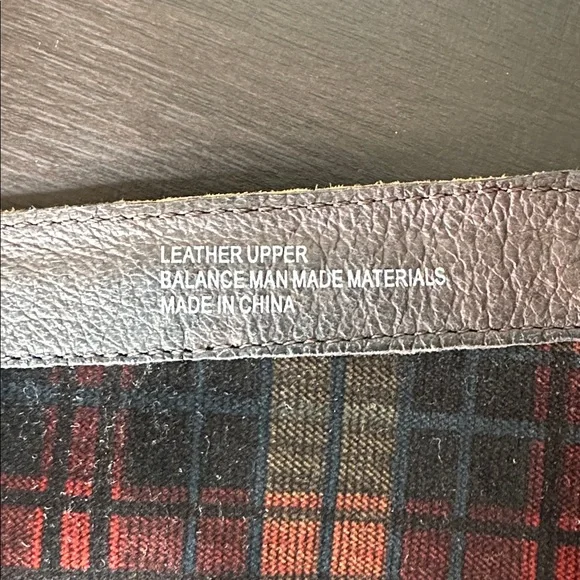 LEATHER UPPER
BALANCE MAN MADE MATERIALS
MADE IN CHINA